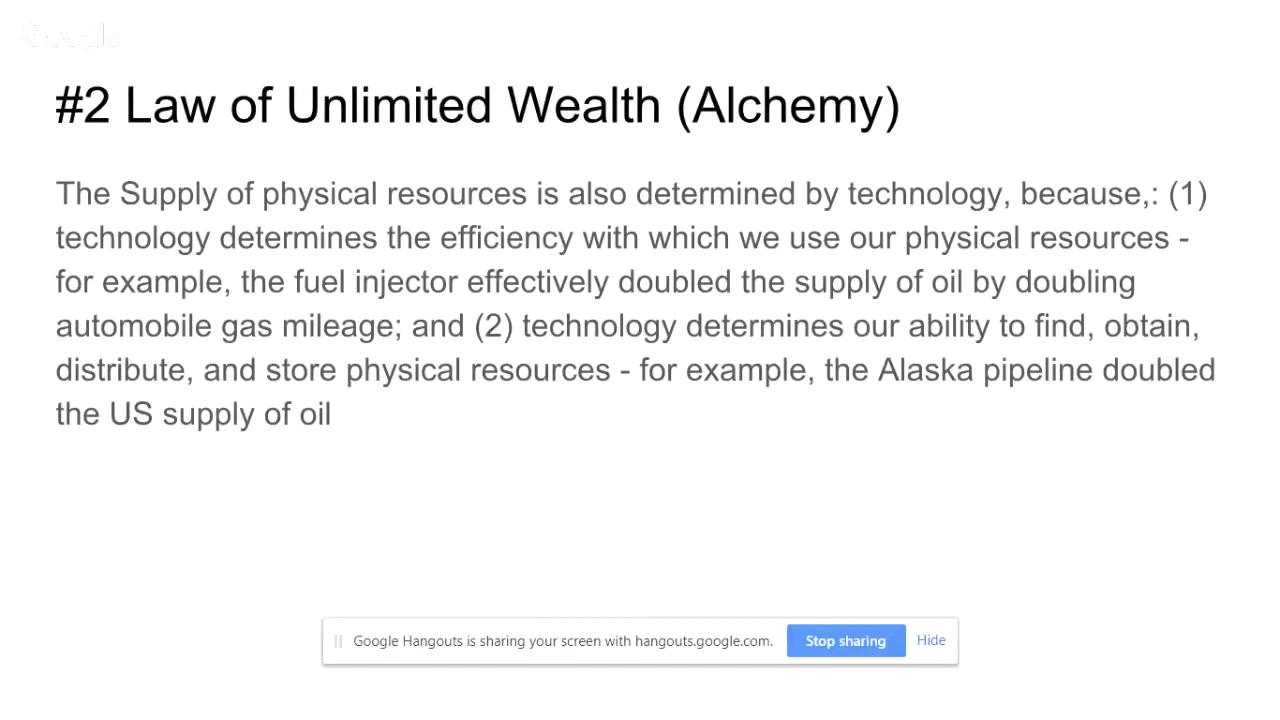 Google
#2 Law of Unlimited Wealth (Alchemy)
The Supply of physical resources is also determined by technology, because,: (1)
technology determines the efficiency with which we use our physical resources -
for example, the fuel injector effectively doubled the supply of oil by doubling
automobile gas mileage; and (2) technology determines our ability to find, obtain,
distribute, and store physical resources - for example, the Alaska pipeline doubled
the US supply of oil
Google Hangouts is sharing your screen with hangouts.google.com. Stop sharing Hide